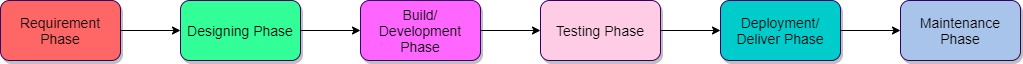 Requirement
Phase
Designing Phase
Build/
Development
Phase
Testing Phase
Deployment/
Deliver Phase
Maintenance
Phase